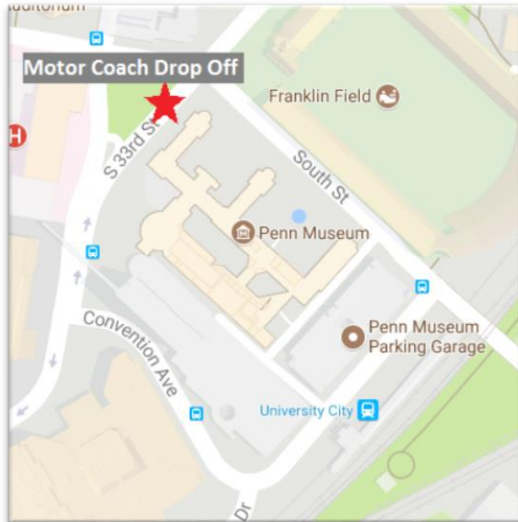 Motor Coach Drop Off
Franklin Field
S 33rd St
South St
H
Penn Museum
Convention Ave
Penn Museum
Parking Garage
University City
Dr